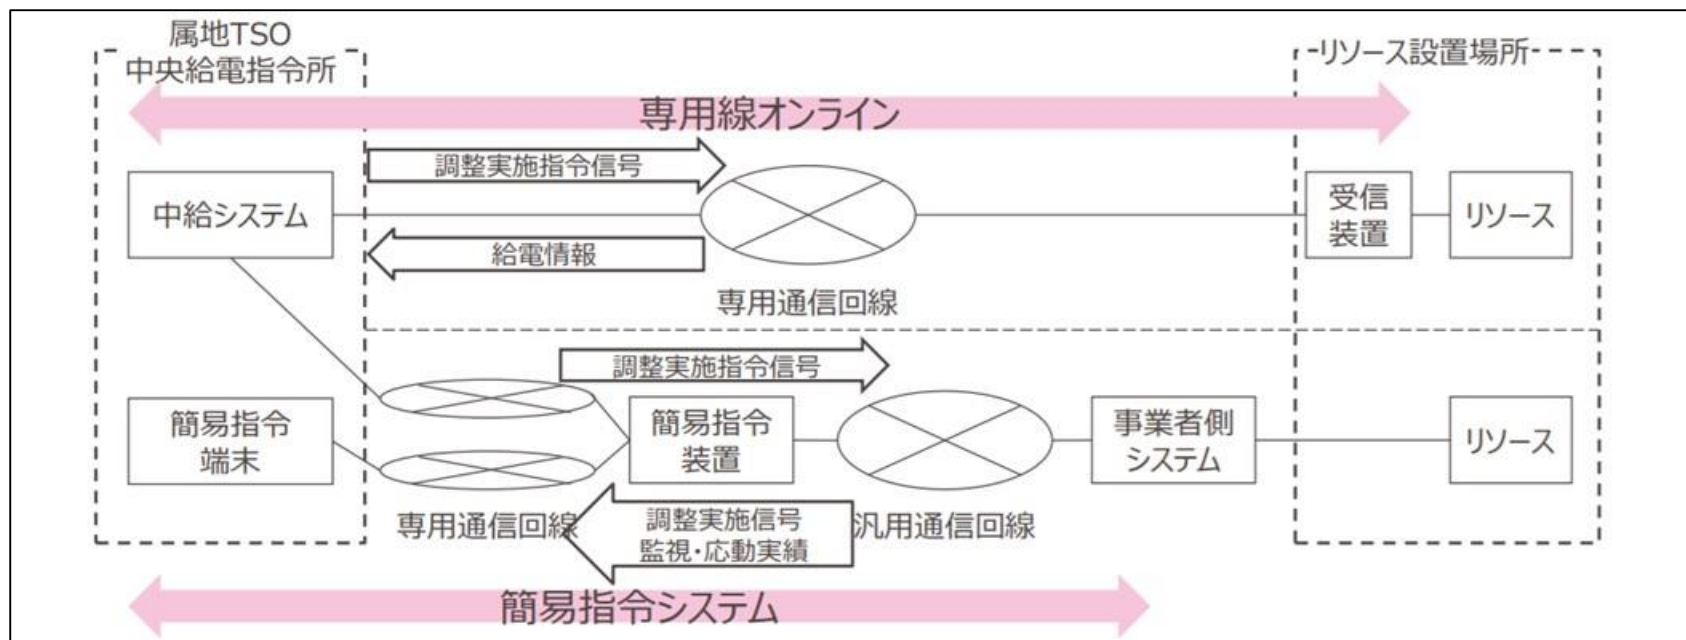 属地TSO
中央給電指令所
リソース設置場所
専用線オンライン
調整実施指令信号
中給システム
受信
装置
リソース
給電情報
専用通信回線
調整実施指令信号
簡易指令
端末
簡易指令
装置
事業者側
システム
リソース
専用通信回線
調整実施信号
監視・応動実績
汎用通信回線
簡易指令システム